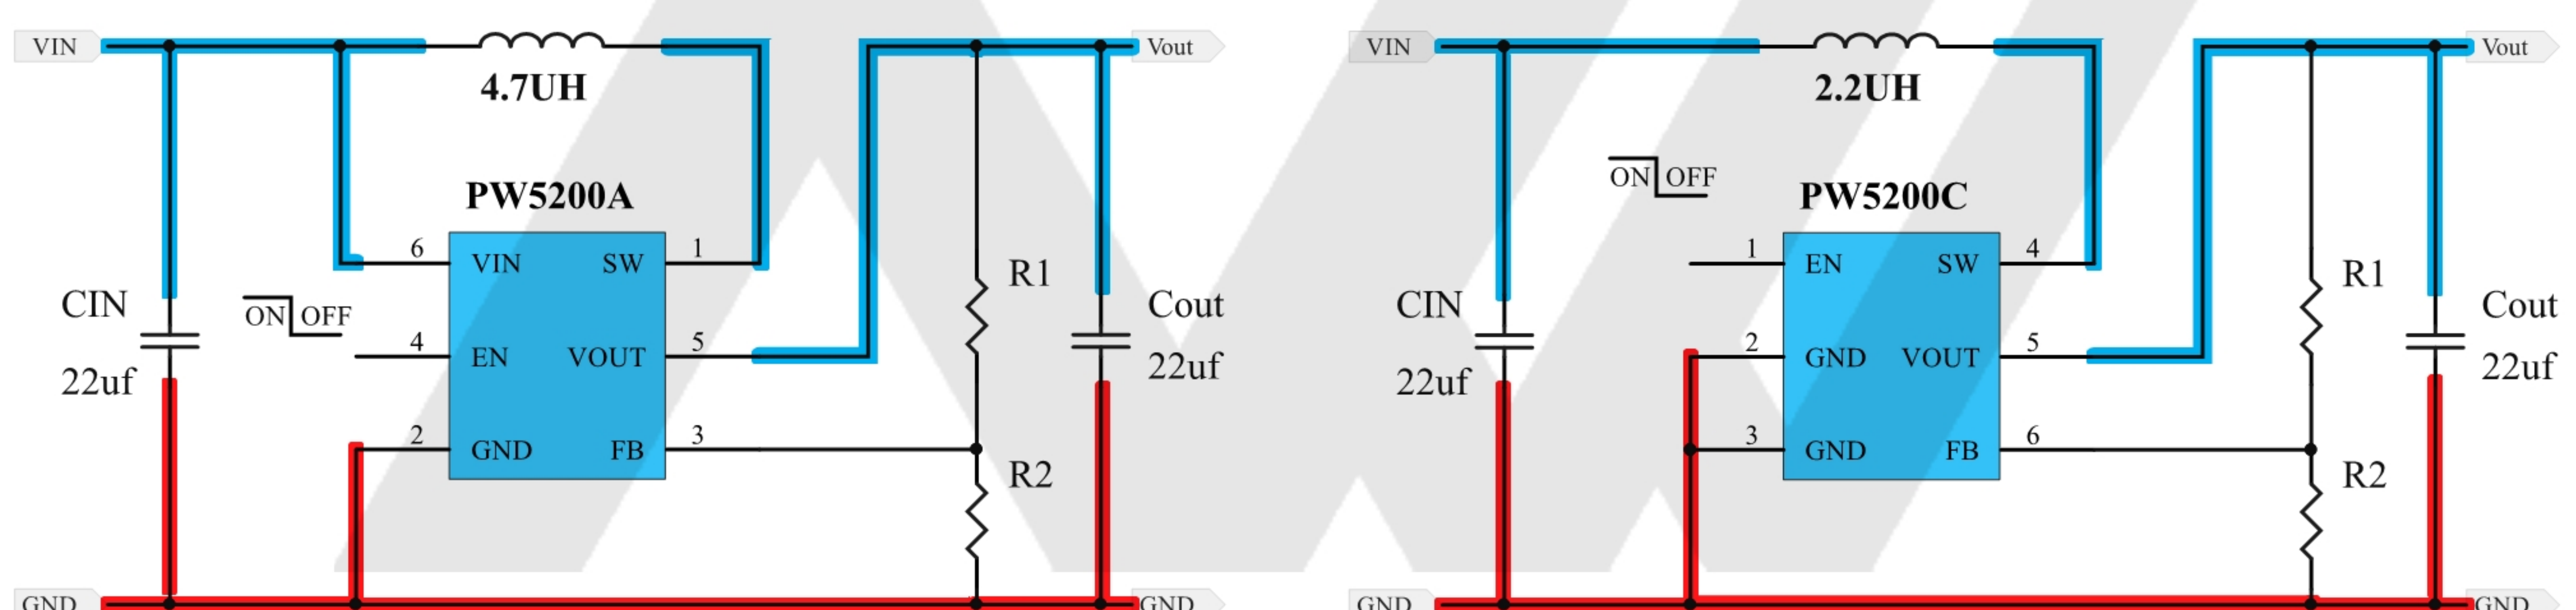 VIN
4.7UH
Vout
PW5200A
6
VIN
SW
1
CIN
22uf
ON OFF
4
EN
VOUT
5
R1
Cout
22uf
2
GND
FB
3
R2
GND
GND
VIN
2.2UH
Vout
ON OFF
PW5200C
1
EN
SW
4
CIN
22uf
2
GND
VOUT
5
R1
Cout
22uf
3
GND
FB
6
R2
GND
GND